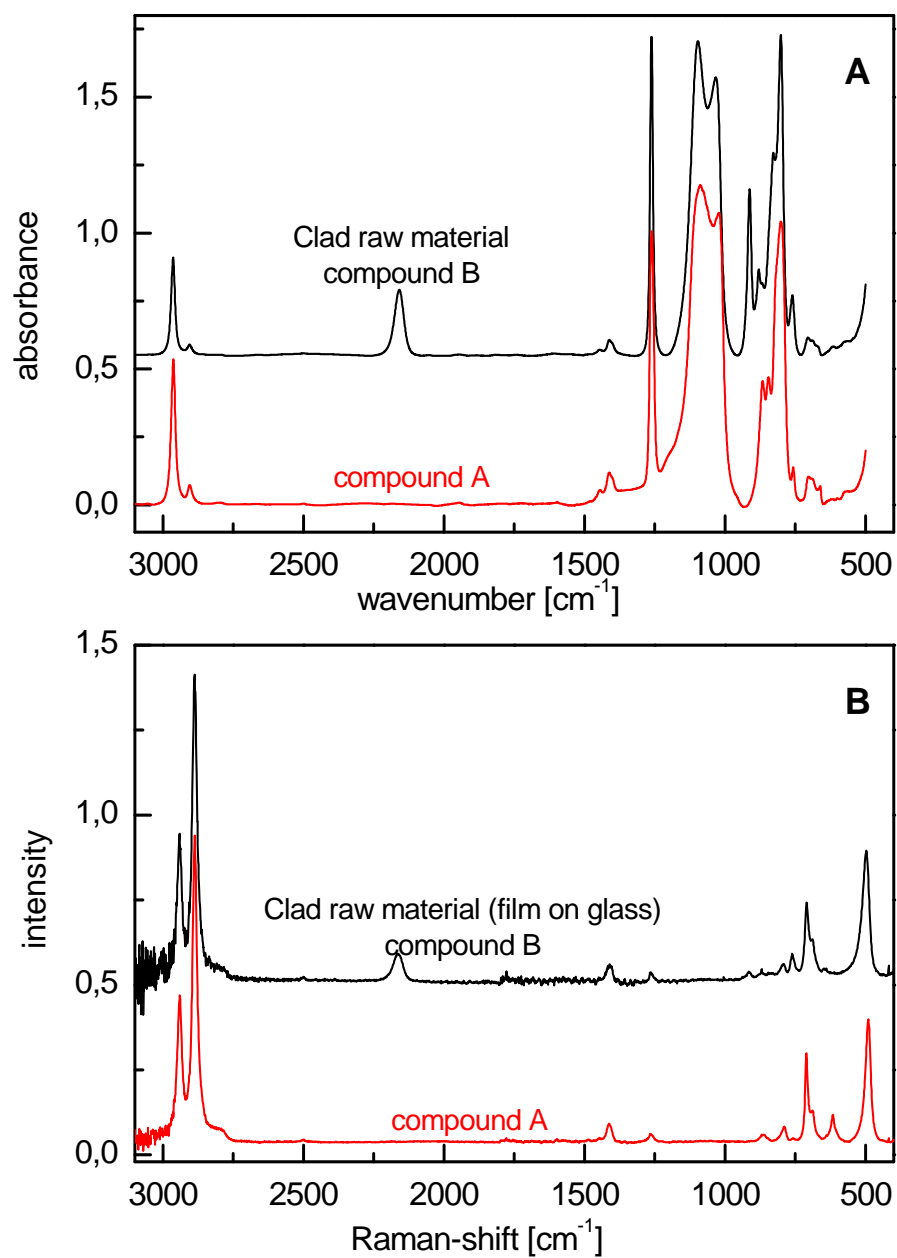 A
1,5
1,0
0,5
0,0
absorbance
Clad raw material
compound B
compound A
3000 2500 2000 1500 1000 500
wavenumber [cm⁻¹]
B
1,5
1,0
0,5
0,0
intensity
Clad raw material (film on glass)
compound B
compound A
3000 2500 2000 1500 1000 500
Raman-shift [cm⁻¹]